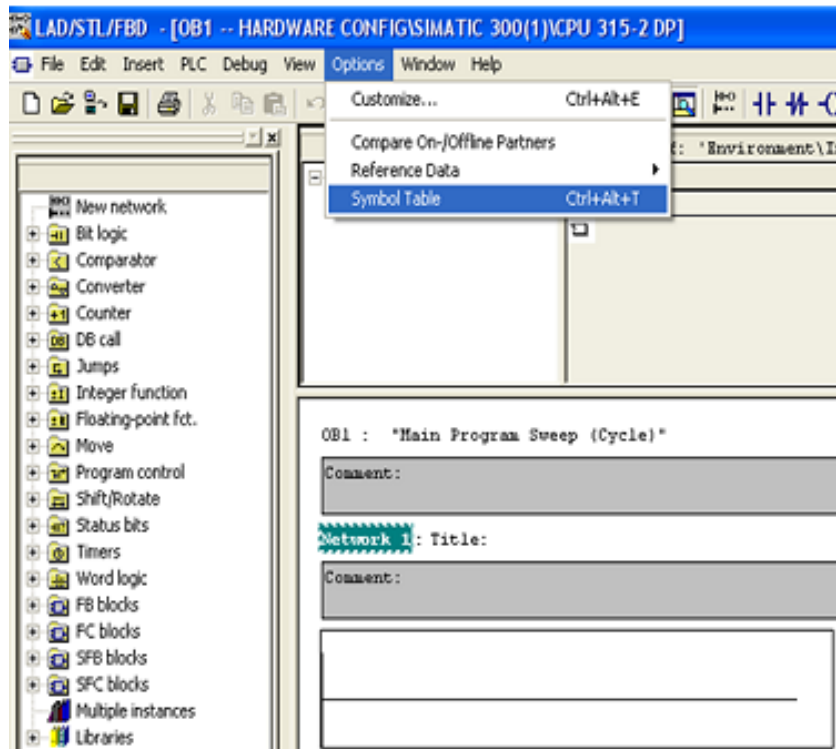 LAD/STL/FBD - [OB1 -- HARDWARE CONFIG\SIMATIC 300(1)\CPU 315-2 DP]
File Edit Insert PLC Debug View Options Window Help
Customize... Ctrl+Alt+E
Compare On-/Offline Partners
Reference Data
Symbol Table Ctrl+Alt+T
'Environment\I
New network
Bit logic
Comparator
Converter
Counter
DB call
Jumps
Integer function
Floating-point fct.
Move
Program control
Shift/Rotate
Status bits
Timers
Word logic
FB blocks
FC blocks
SFB blocks
SFC blocks
Multiple instances
Libraries
OB1 : "Main Program Sweep (Cycle)"
Comment:
Network 1: Title:
Comment: